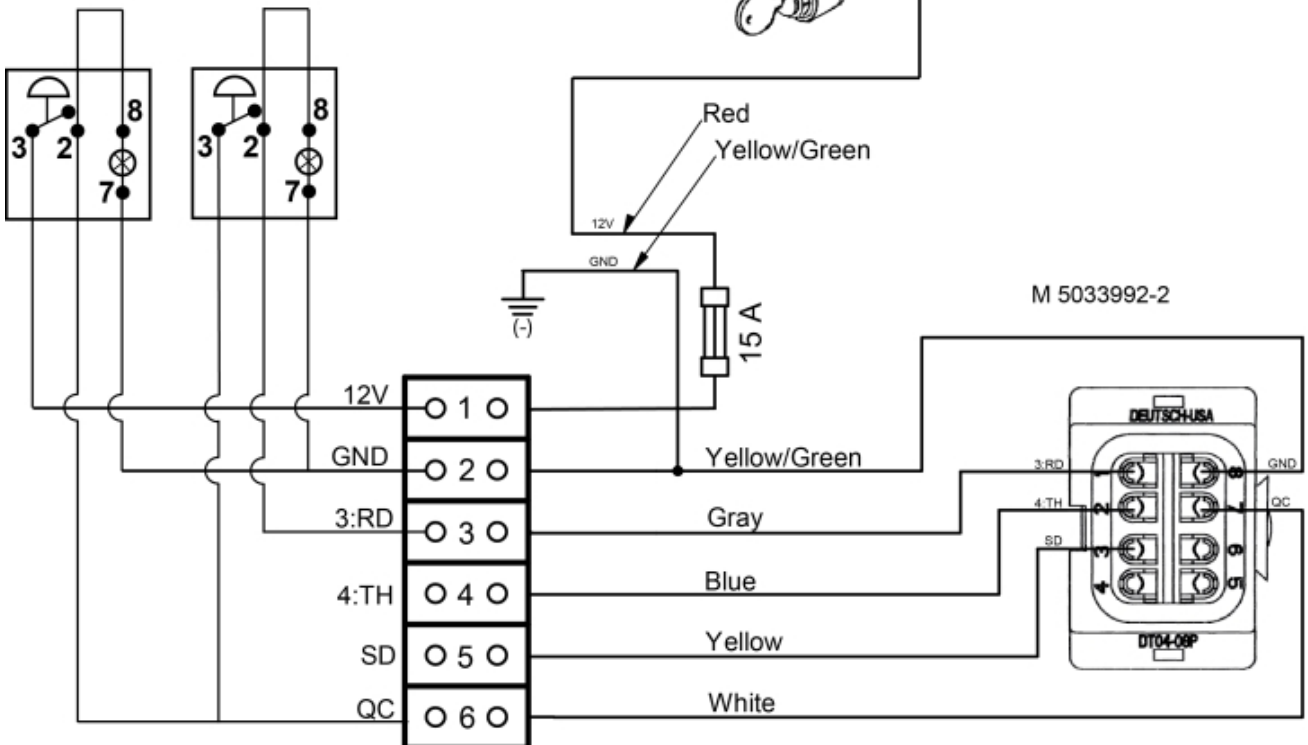 8
3
2
7
8
3
2
7
Red
Yellow/Green
12V
GND
(-)
15 A
M 5033992-2
12V
1
GND
2
Yellow/Green
3:RD
3
Gray
4:TH
4
Blue
SD
5
Yellow
QC
6
White
DEUTSCH-USA
3:RD
1
8
GND
4:TH
2
7
QC
SD
3
6
4
5
DT04-08P